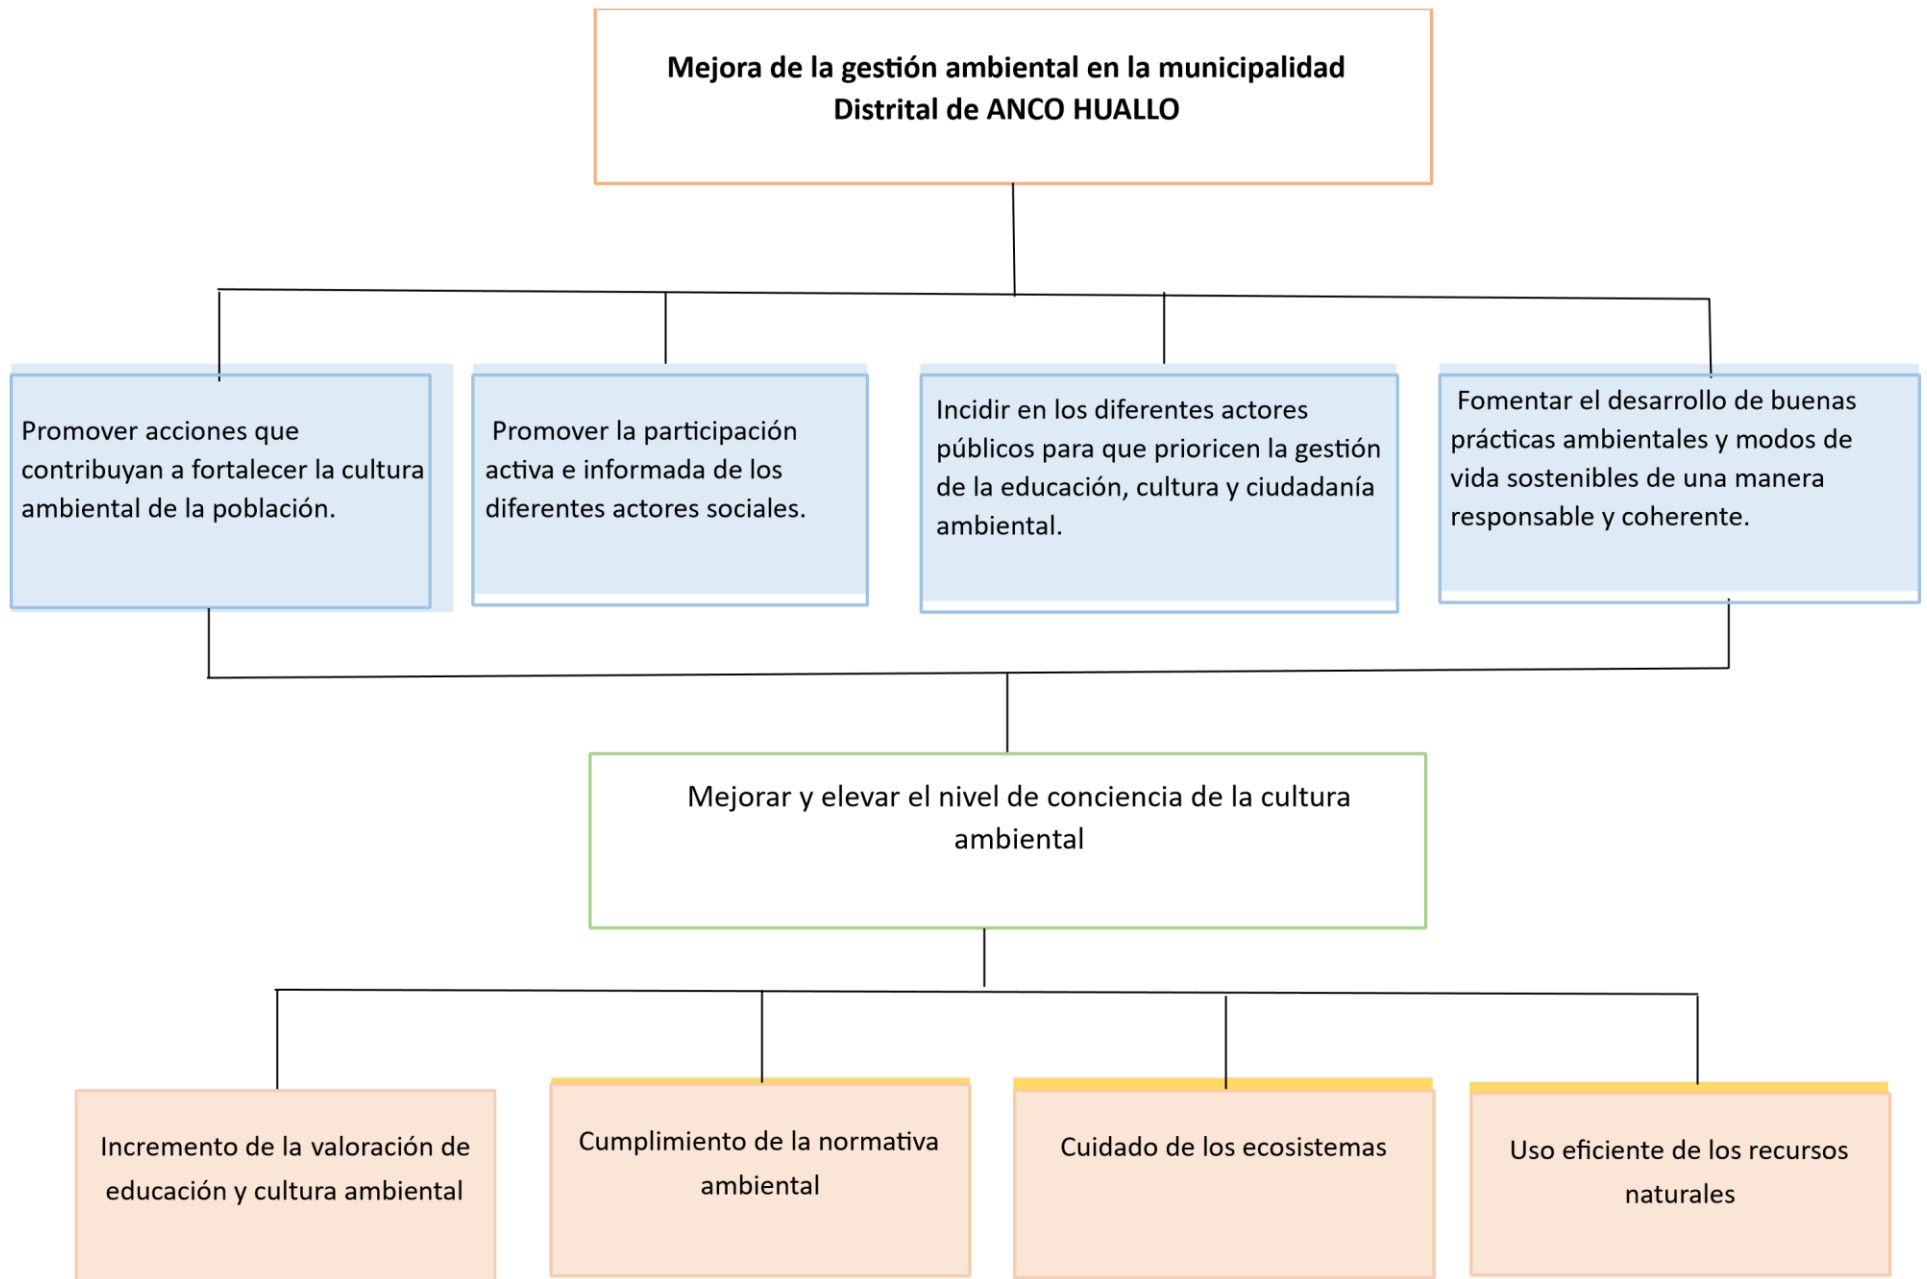 Mejora de la gestión ambiental en la municipalidad
Distrital de ANCO HUALLO
Promover acciones que
contribuyan a fortalecer la cultura
ambiental de la población.
Promover la participación
activa e informada de los
diferentes actores sociales.
Incidir en los diferentes actores
públicos para que prioricen la gestión
de la educación, cultura y ciudadanía
ambiental.
Fomentar el desarrollo de buenas
prácticas ambientales y modos de
vida sostenibles de una manera
responsable y coherente.
Mejorar y elevar el nivel de conciencia de la cultura
ambiental
Incremento de la valoración de
educación y cultura ambiental
Cumplimiento de la normativa
ambiental
Cuidado de los ecosistemas
Uso eficiente de los recursos
naturales